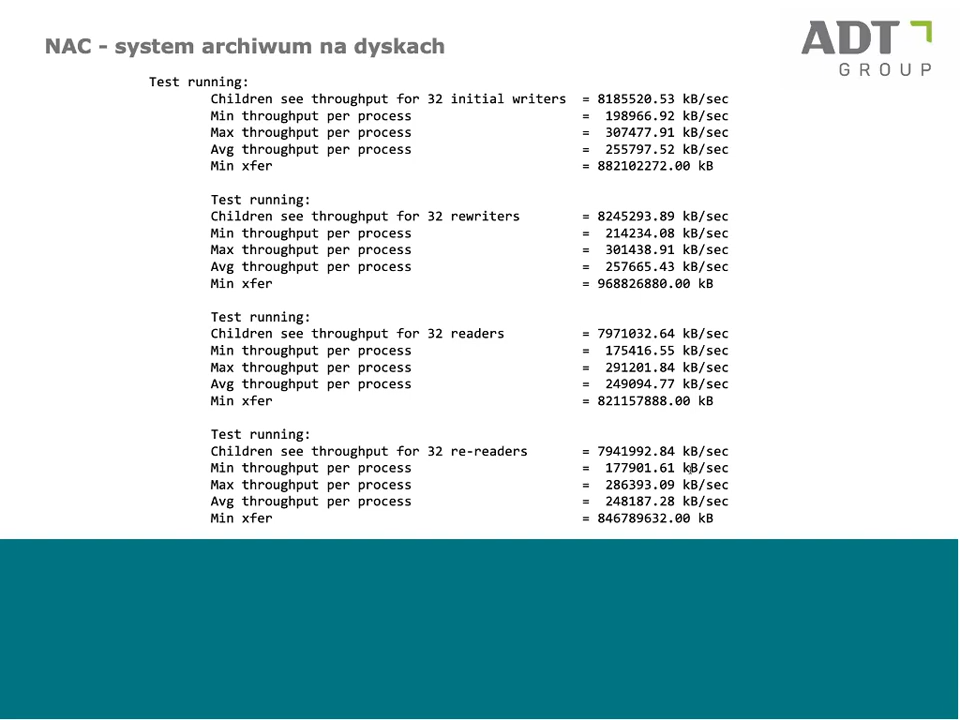 NAC - system archiwum na dyskach
ADT
GROUP
Test running:
Children see throughput for 32 initial writers = 8185520.53 kB/sec
Min throughput per process = 198966.92 kB/sec
Max throughput per process = 307477.91 kB/sec
Avg throughput per process = 255797.52 kB/sec
Min xfer = 882102272.00 kB
Test running:
Children see throughput for 32 rewriters = 8245293.89 kB/sec
Min throughput per process = 214234.08 kB/sec
Max throughput per process = 301438.91 kB/sec
Avg throughput per process = 257665.43 kB/sec
Min xfer = 968826880.00 kB
Test running:
Children see throughput for 32 readers = 7971032.64 kB/sec
Min throughput per process = 175416.55 kB/sec
Max throughput per process = 291201.84 kB/sec
Avg throughput per process = 249094.77 kB/sec
Min xfer = 821157888.00 kB
Test running:
Children see throughput for 32 re-readers = 7941992.84 kB/sec
Min throughput per process = 177901.61 kB/sec
Max throughput per process = 286393.09 kB/sec
Avg throughput per process = 248187.28 kB/sec
Min xfer = 846789632.00 kB